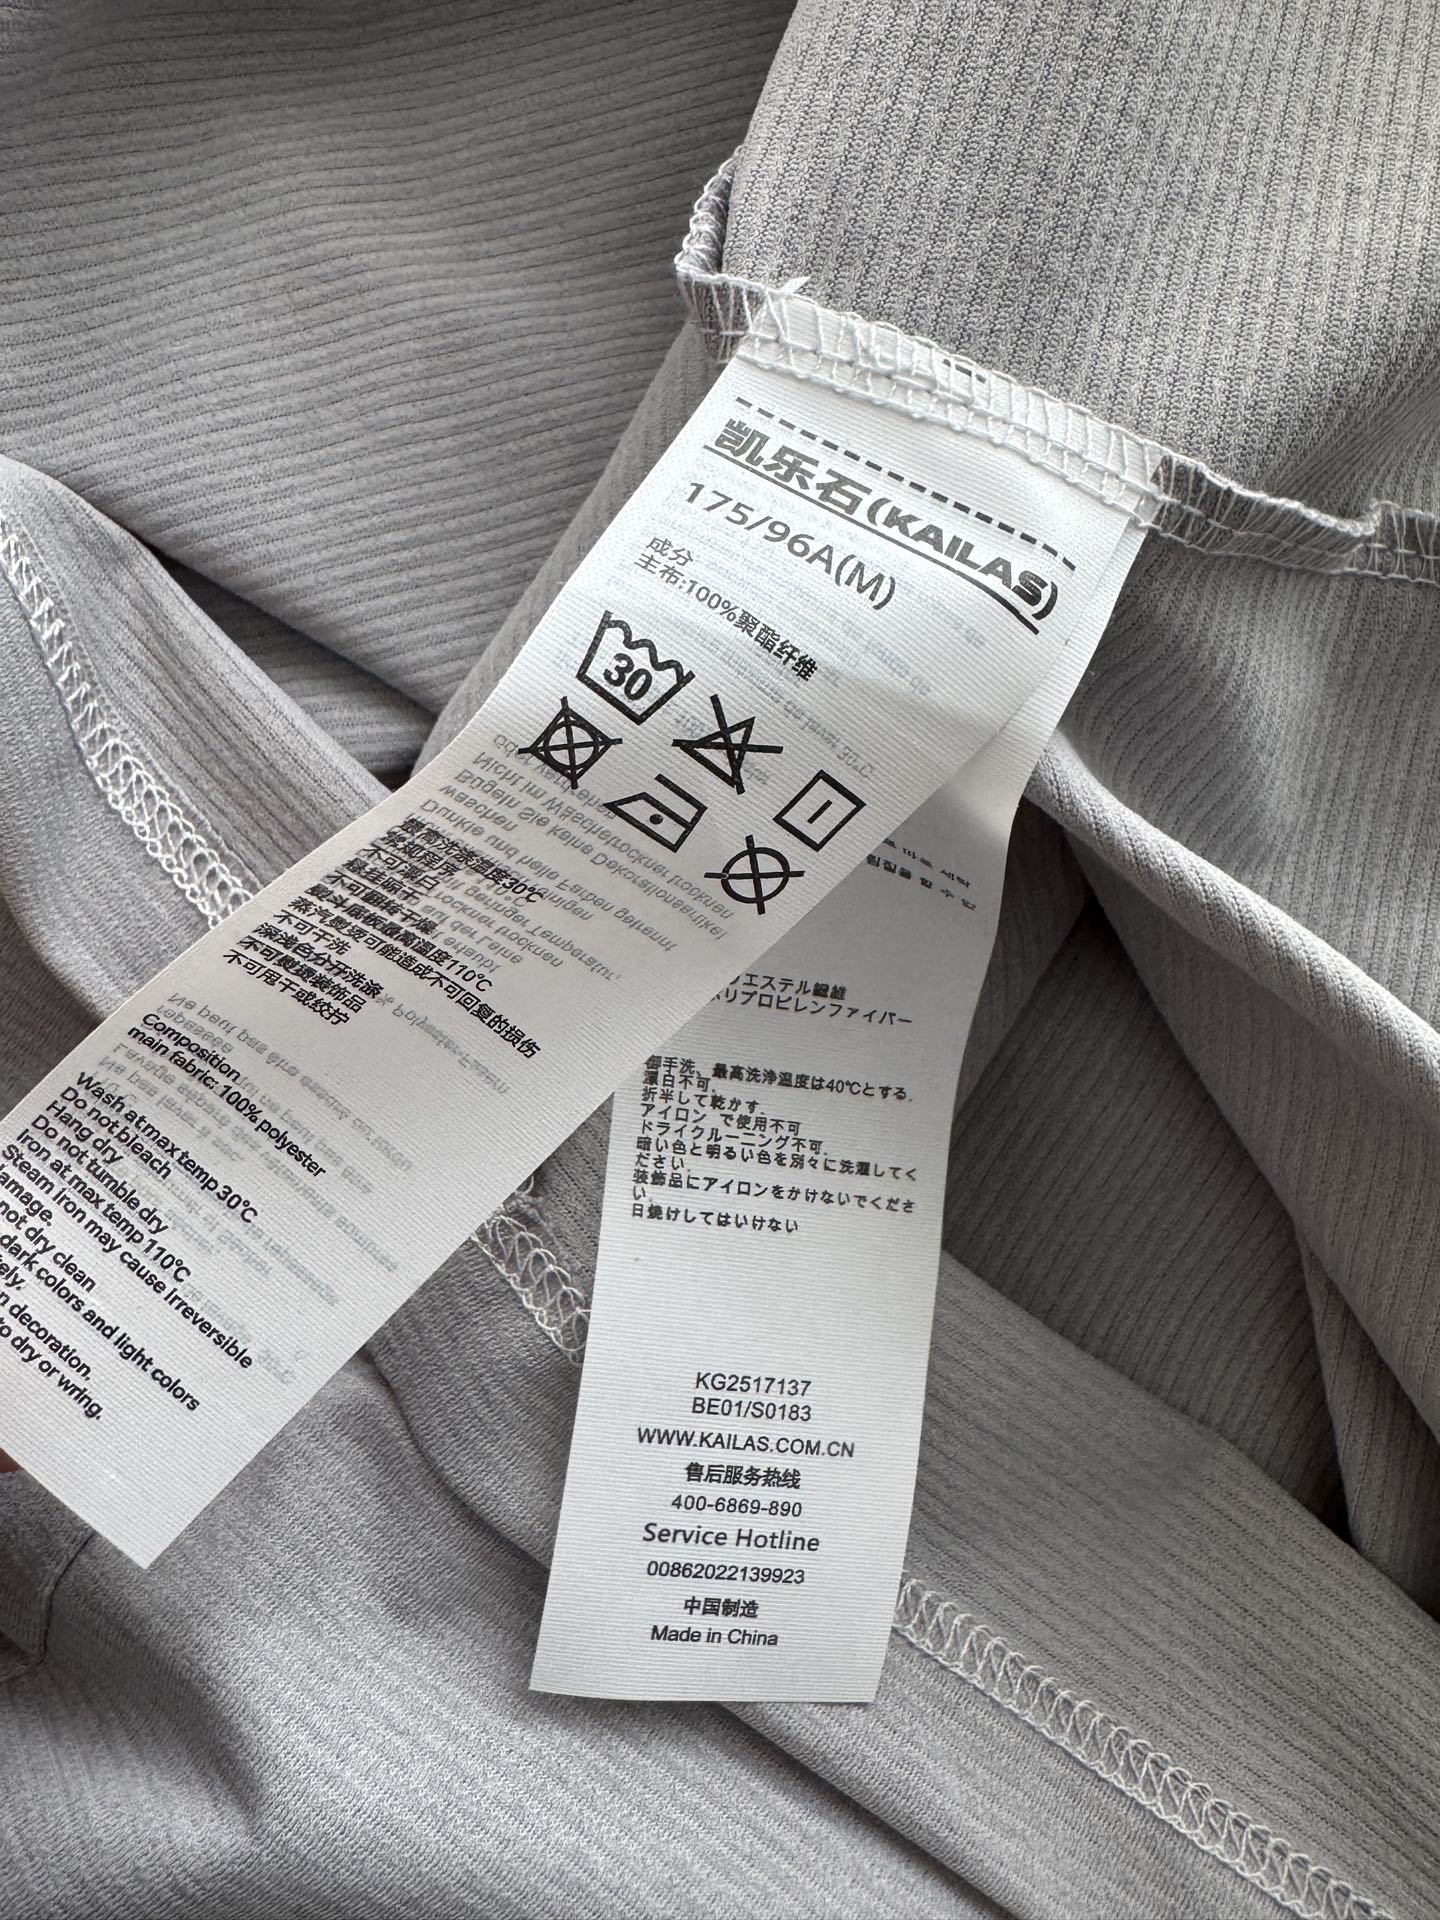 凯乐石(KAILAS)
175/96A(M)
成分
主布:100%聚酯纤维
30
最高洗涤温度30℃
常规程序
不可漂白
悬挂晾干
不可翻转干燥
熨斗底板最高温度110℃
蒸汽熨烫可能造成不可回复的损伤
不可干洗
深浅色分开洗涤
不可熨烫装饰品
不可甩干或绞拧
Composition
main fabric: 100% polyester
Wash at max temp 30℃
Do not bleach
Hang dry
Do not tumble dry
Iron at max temp 110℃
Steam iron may cause irreversible
not dry clean
dark colors and light colors
decoration.
to dry or wring.
エステル繊維
リプロピレンファイバー
御手洗、最高洗浄温度は40℃とする.
漂白不可.
折半して乾かす.
アイロン で使用不可
ドライクルーニング不可.
暗い色と明るい色を別々に洗濯してく
ださい.
装飾品にアイロンをかけないでくださ
い.
日焼けしてはいけない
KG2517137
BE01/S0183
WWW.KAILAS.COM.CN
售后服务热线
400-6869-890
Service Hotline
00862022139923
中国制造
Made in China